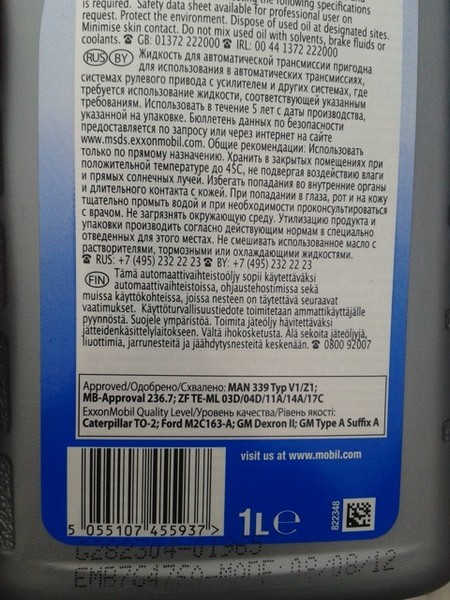 is required. Safety data sheet available for professional user on
request. Protect the environment. Dispose of used oil at designated sites.
Minimise skin contact. Do not mix used oil with solvents, brake fluids or
coolants. ☎ GB: 01372 222000 ☎ IRL: 00 44 1372 222000
RUS BY Жидкость для автоматической трансмиссии пригодна
для использования в автоматических трансмиссиях,
системах рулевого привода с усилителем и других системах, где
требуется использование жидкости, соответствующей указанным
требованиям. Использовать в течение 5 лет с даты производства,
указанной на упаковке. Бюллетень данных по безопасности
предоставляется по запросу или через интернет на сайте
www.msds.exxonmobil.com. Общие рекомендации: Использовать
только по прямому назначению. Хранить в закрытых помещениях при
положительной температуре до 45С, не подвергая воздействию влаги
и прямых солнечных лучей. Избегать попадания во внутренние органы
и длительного контакта с кожей. При попадании в глаза, рот и на кожу
тщательно промыть водой и при необходимости проконсультироваться
с врачом. Не загрязнять окружающую среду. Утилизацию продукта и
упаковки производить согласно действующим нормам в специально
отведенных для этого местах. Не смешивать использованное масло с
растворителями, тормозными или охлаждающими жидкостями.
☎ RUS: +7 (495) 232 22 23 ☎ BY: +7 (495) 232 22 23
FIN Tämä automaattivaihteistoöljy sopii käytettäväksi
automaattivaihteistoissa, ohjaustehostimissa sekä
muissa käyttökohteissa, joissa nesteen on täytettävä seuraavat
vaatimukset. Käyttöturvallisuustiedote toimitetaan ammattikäyttäjälle
pyynnöstä. Suojele ympäristöä. Toimita jäteöljy hävitettäväksi
jätteidenkäsittelylaitokseen. Vältä ihokosketusta. Älä sekoita jäteöljyjä,
liuottimia, jarrunesteitä ja jäähdytysnesteitä keskenään. ☎ 0800 92007
Approved/Одобрено/Схвалено: MAN 339 Typ V1/Z1;
MB-Approval 236.7; ZF TE-ML 03D/04D/11A/14A/17C
ExxonMobil Quality Level/Уровень качества/Рівень якості:
Caterpillar TO-2; Ford M2C163-A; GM Dexron II; GM Type A Suffix A
visit us at www.mobil.com
5 055107 455937 >
1L℮
822348